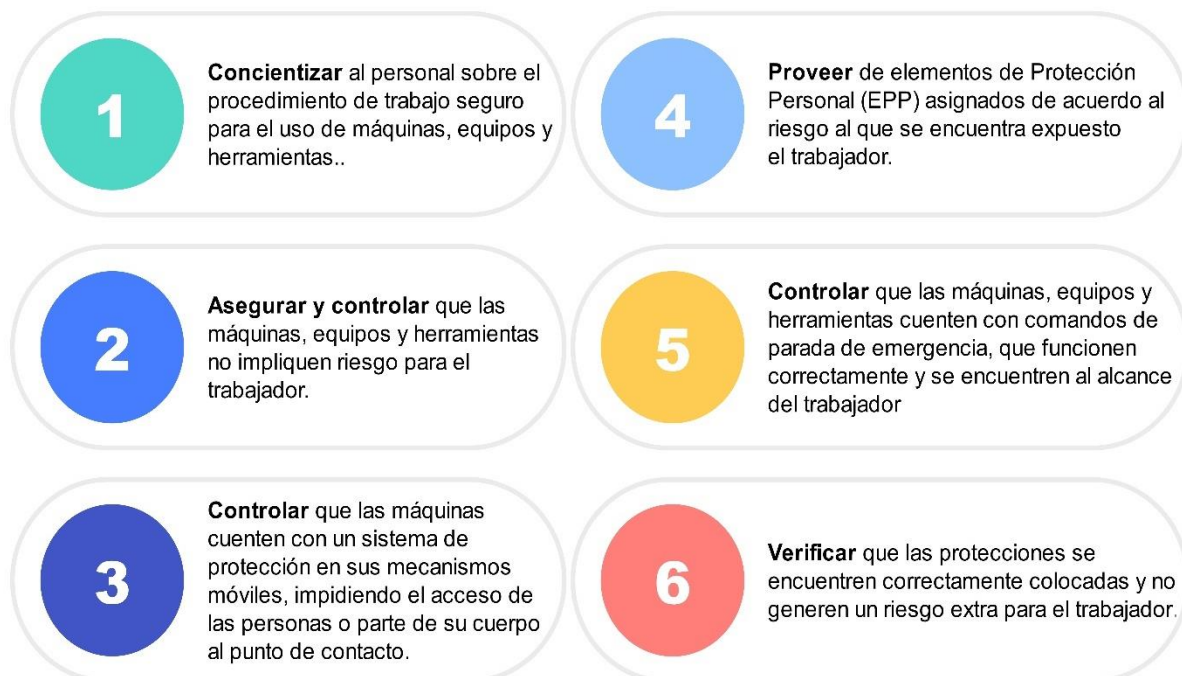 1
Concientizar al personal sobre el
procedimiento de trabajo seguro
para el uso de máquinas, equipos y
herramientas..
2
Asegurar y controlar que las
máquinas, equipos y herramientas
no impliquen riesgo para el
trabajador.
3
Controlar que las máquinas
cuenten con un sistema de
protección en sus mecanismos
móviles, impidiendo el acceso de
las personas o parte de su cuerpo
al punto de contacto.
4
Proveer de elementos de Protección
Personal (EPP) asignados de acuerdo al
riesgo al que se encuentra expuesto
el trabajador.
5
Controlar que las máquinas, equipos y
herramientas cuenten con comandos de
parada de emergencia, que funcionen
correctamente y se encuentren al alcance
del trabajador
6
Verificar que las protecciones se
encuentren correctamente colocadas y no
generen un riesgo extra para el trabajador.